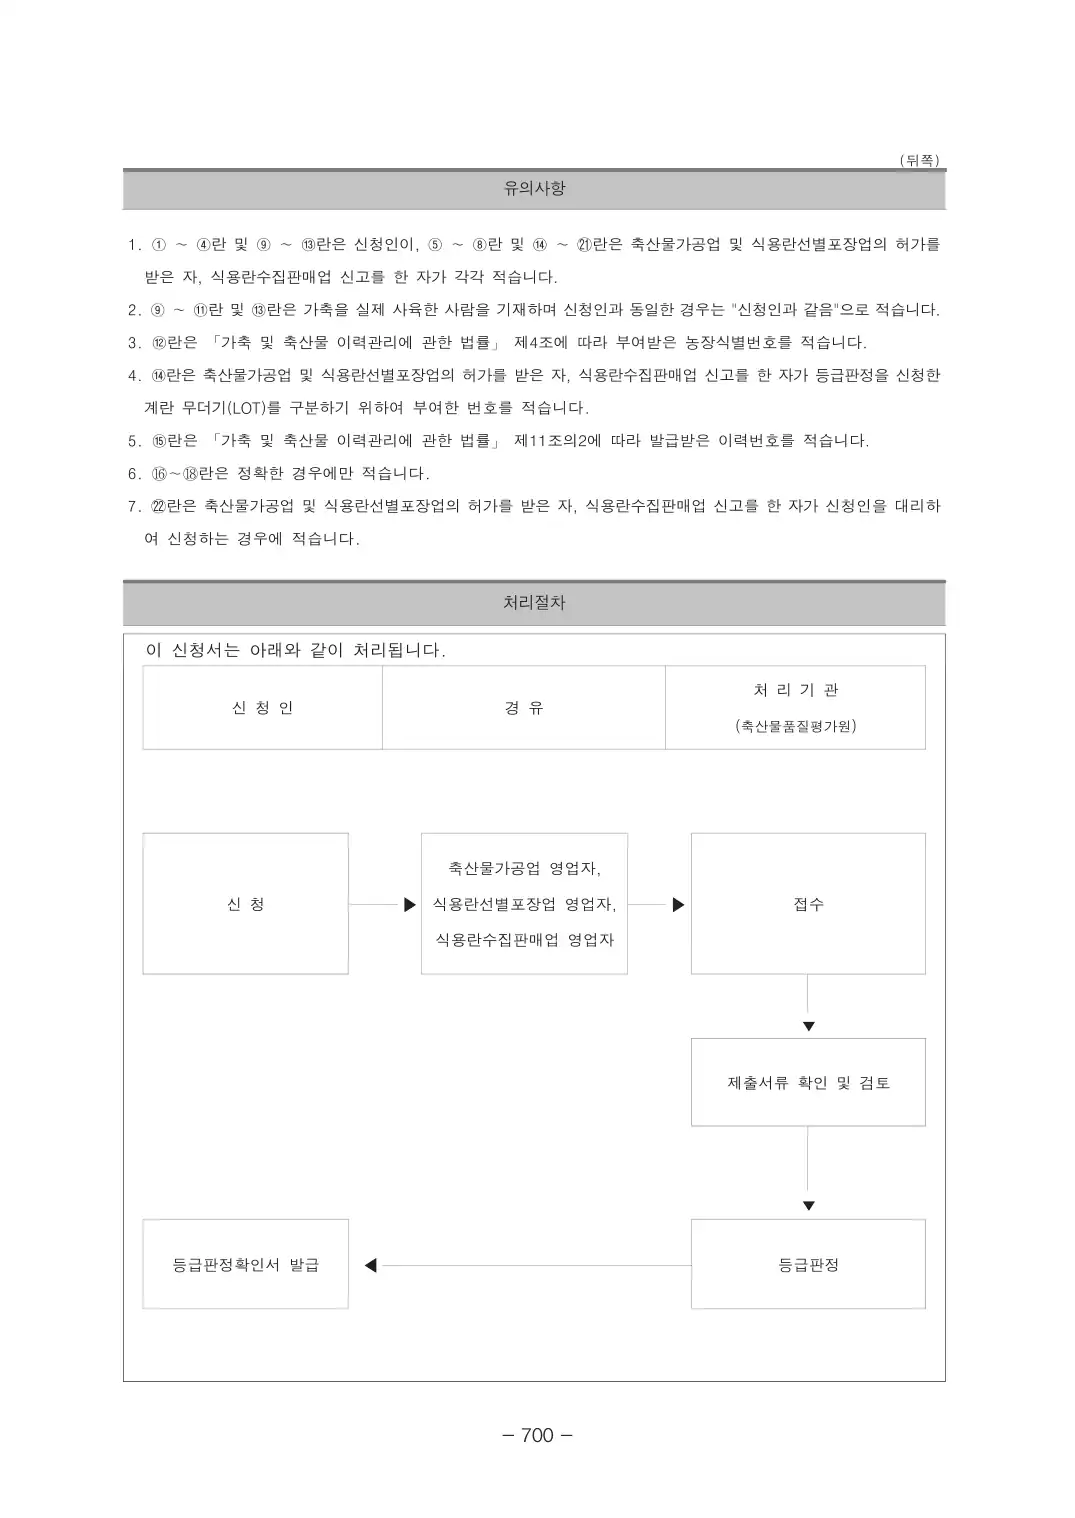 (뒤쪽)
유의사항
1. ① ~ ④란 및 ⑨ ~ ⑬란은 신청인이, ⑤ ~ ⑧란 및 ⑭ ~ ㉑란은 축산물가공업 및 식용란선별포장업의 허가를
받은 자, 식용란수집판매업 신고를 한 자가 각각 적습니다.
2. ⑨ ~ ⑪란 및 ⑬란은 가축을 실제 사육한 사람을 기재하며 신청인과 동일한 경우는 "신청인과 같음"으로 적습니다.
3. ⑫란은 「가축 및 축산물 이력관리에 관한 법률」 제4조에 따라 부여받은 농장식별번호를 적습니다.
4. ⑭란은 축산물가공업 및 식용란선별포장업의 허가를 받은 자, 식용란수집판매업 신고를 한 자가 등급판정을 신청한
계란 무더기(LOT)를 구분하기 위하여 부여한 번호를 적습니다.
5. ⑮란은 「가축 및 축산물 이력관리에 관한 법률」 제11조의2에 따라 발급받은 이력번호를 적습니다.
6. ⑯~⑱란은 정확한 경우에만 적습니다.
7. ㉒란은 축산물가공업 및 식용란선별포장업의 허가를 받은 자, 식용란수집판매업 신고를 한 자가 신청인을 대리하
여 신청하는 경우에 적습니다.
처리절차
이 신청서는 아래와 같이 처리됩니다.
신 청 인
경 유
처 리 기 관
(축산물품질평가원)
신 청
축산물가공업 영업자,
식용란선별포장업 영업자,
식용란수집판매업 영업자
접수
제출서류 확인 및 검토
등급판정확인서 발급
등급판정
- 700 -